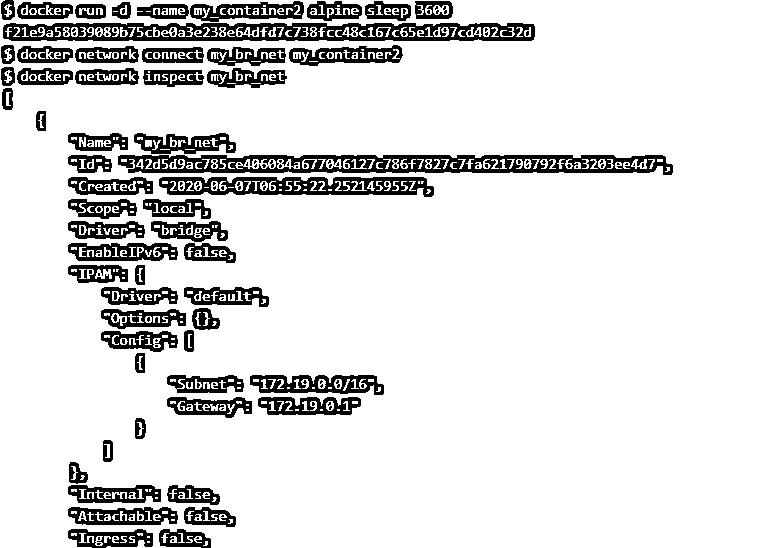 $ docker run -d --name my_container2 alpine sleep 3600
f21e9a58039089b75cbe0a3e238e64dfd7c738fcc48c167c65e1d97cd402c32d
$ docker network connect my_br_net my_container2
$ docker network inspect my_br_net
[
{
"Name": "my_br_net",
"Id": "342d5d9ac785ce406084a677046127c786f7827c7fa621790792f6a3203ee4d7",
"Created": "2020-06-07T06:55:22.252145955Z",
"Scope": "local",
"Driver": "bridge",
"EnableIPv6": false,
"IPAM": {
"Driver": "default",
"Options": {},
"Config": [
{
"Subnet": "172.19.0.0/16",
"Gateway": "172.19.0.1"
}
]
},
"Internal": false,
"Attachable": false,
"Ingress": false,